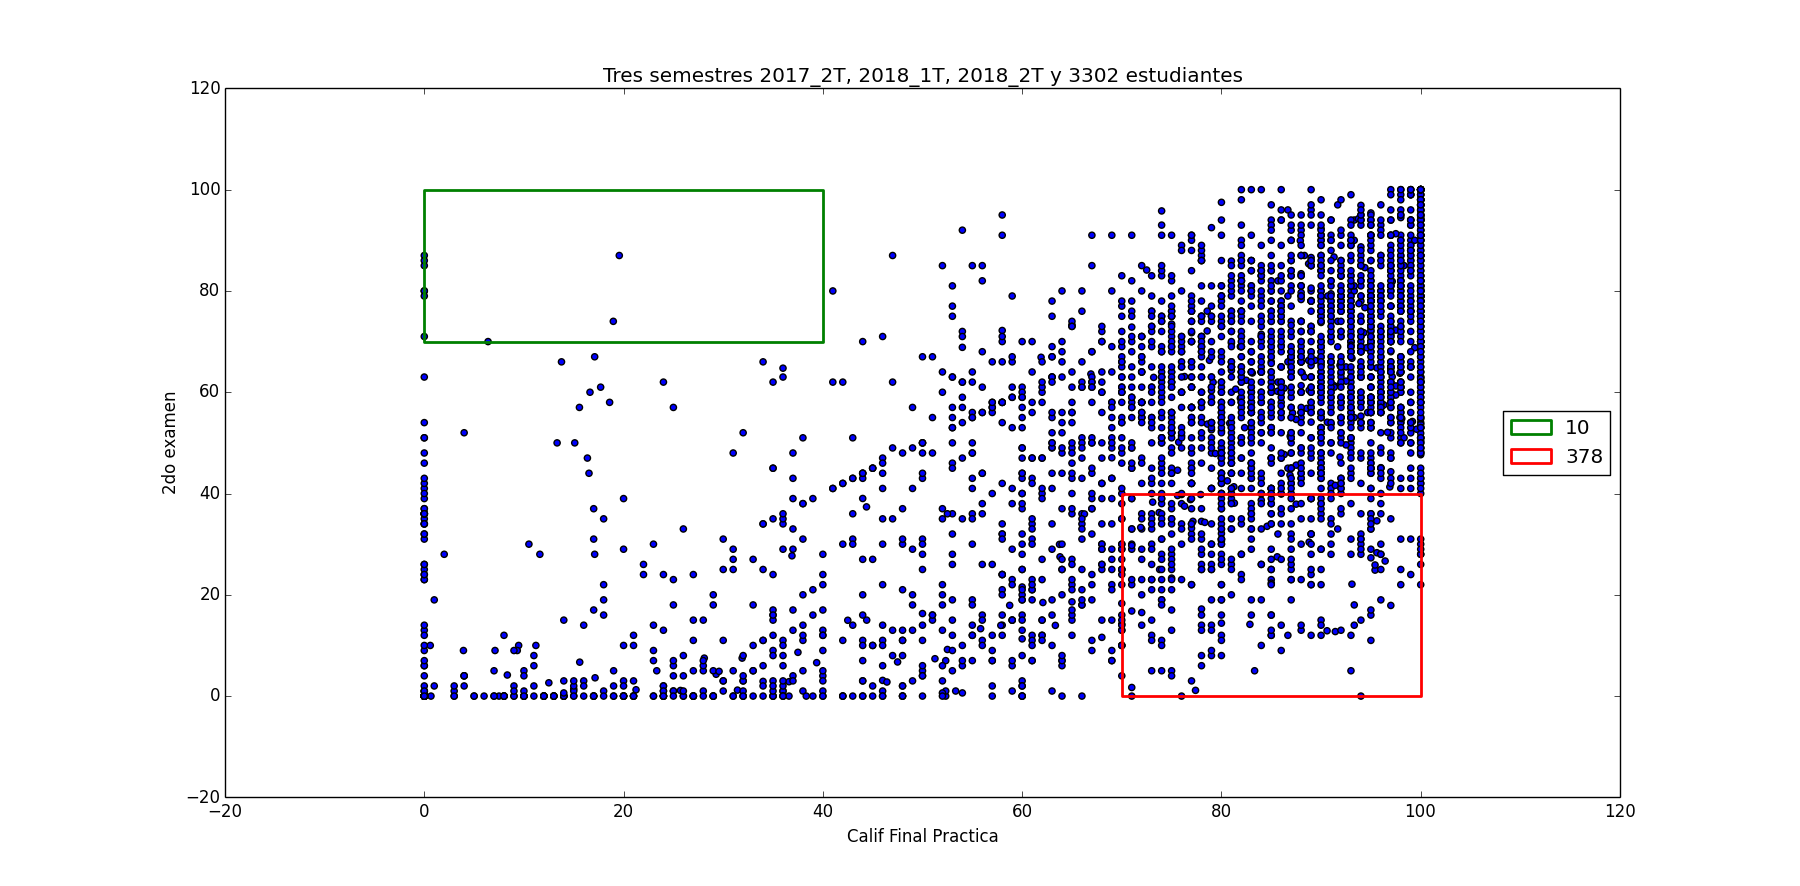 Tres semestres 2017_2T, 2018_1T, 2018_2T y 3302 estudiantes
120
100
80
60
40
20
0
−20
2do examen
10
378
−20 0 20 40 60 80 100 120
Calif Final Practica